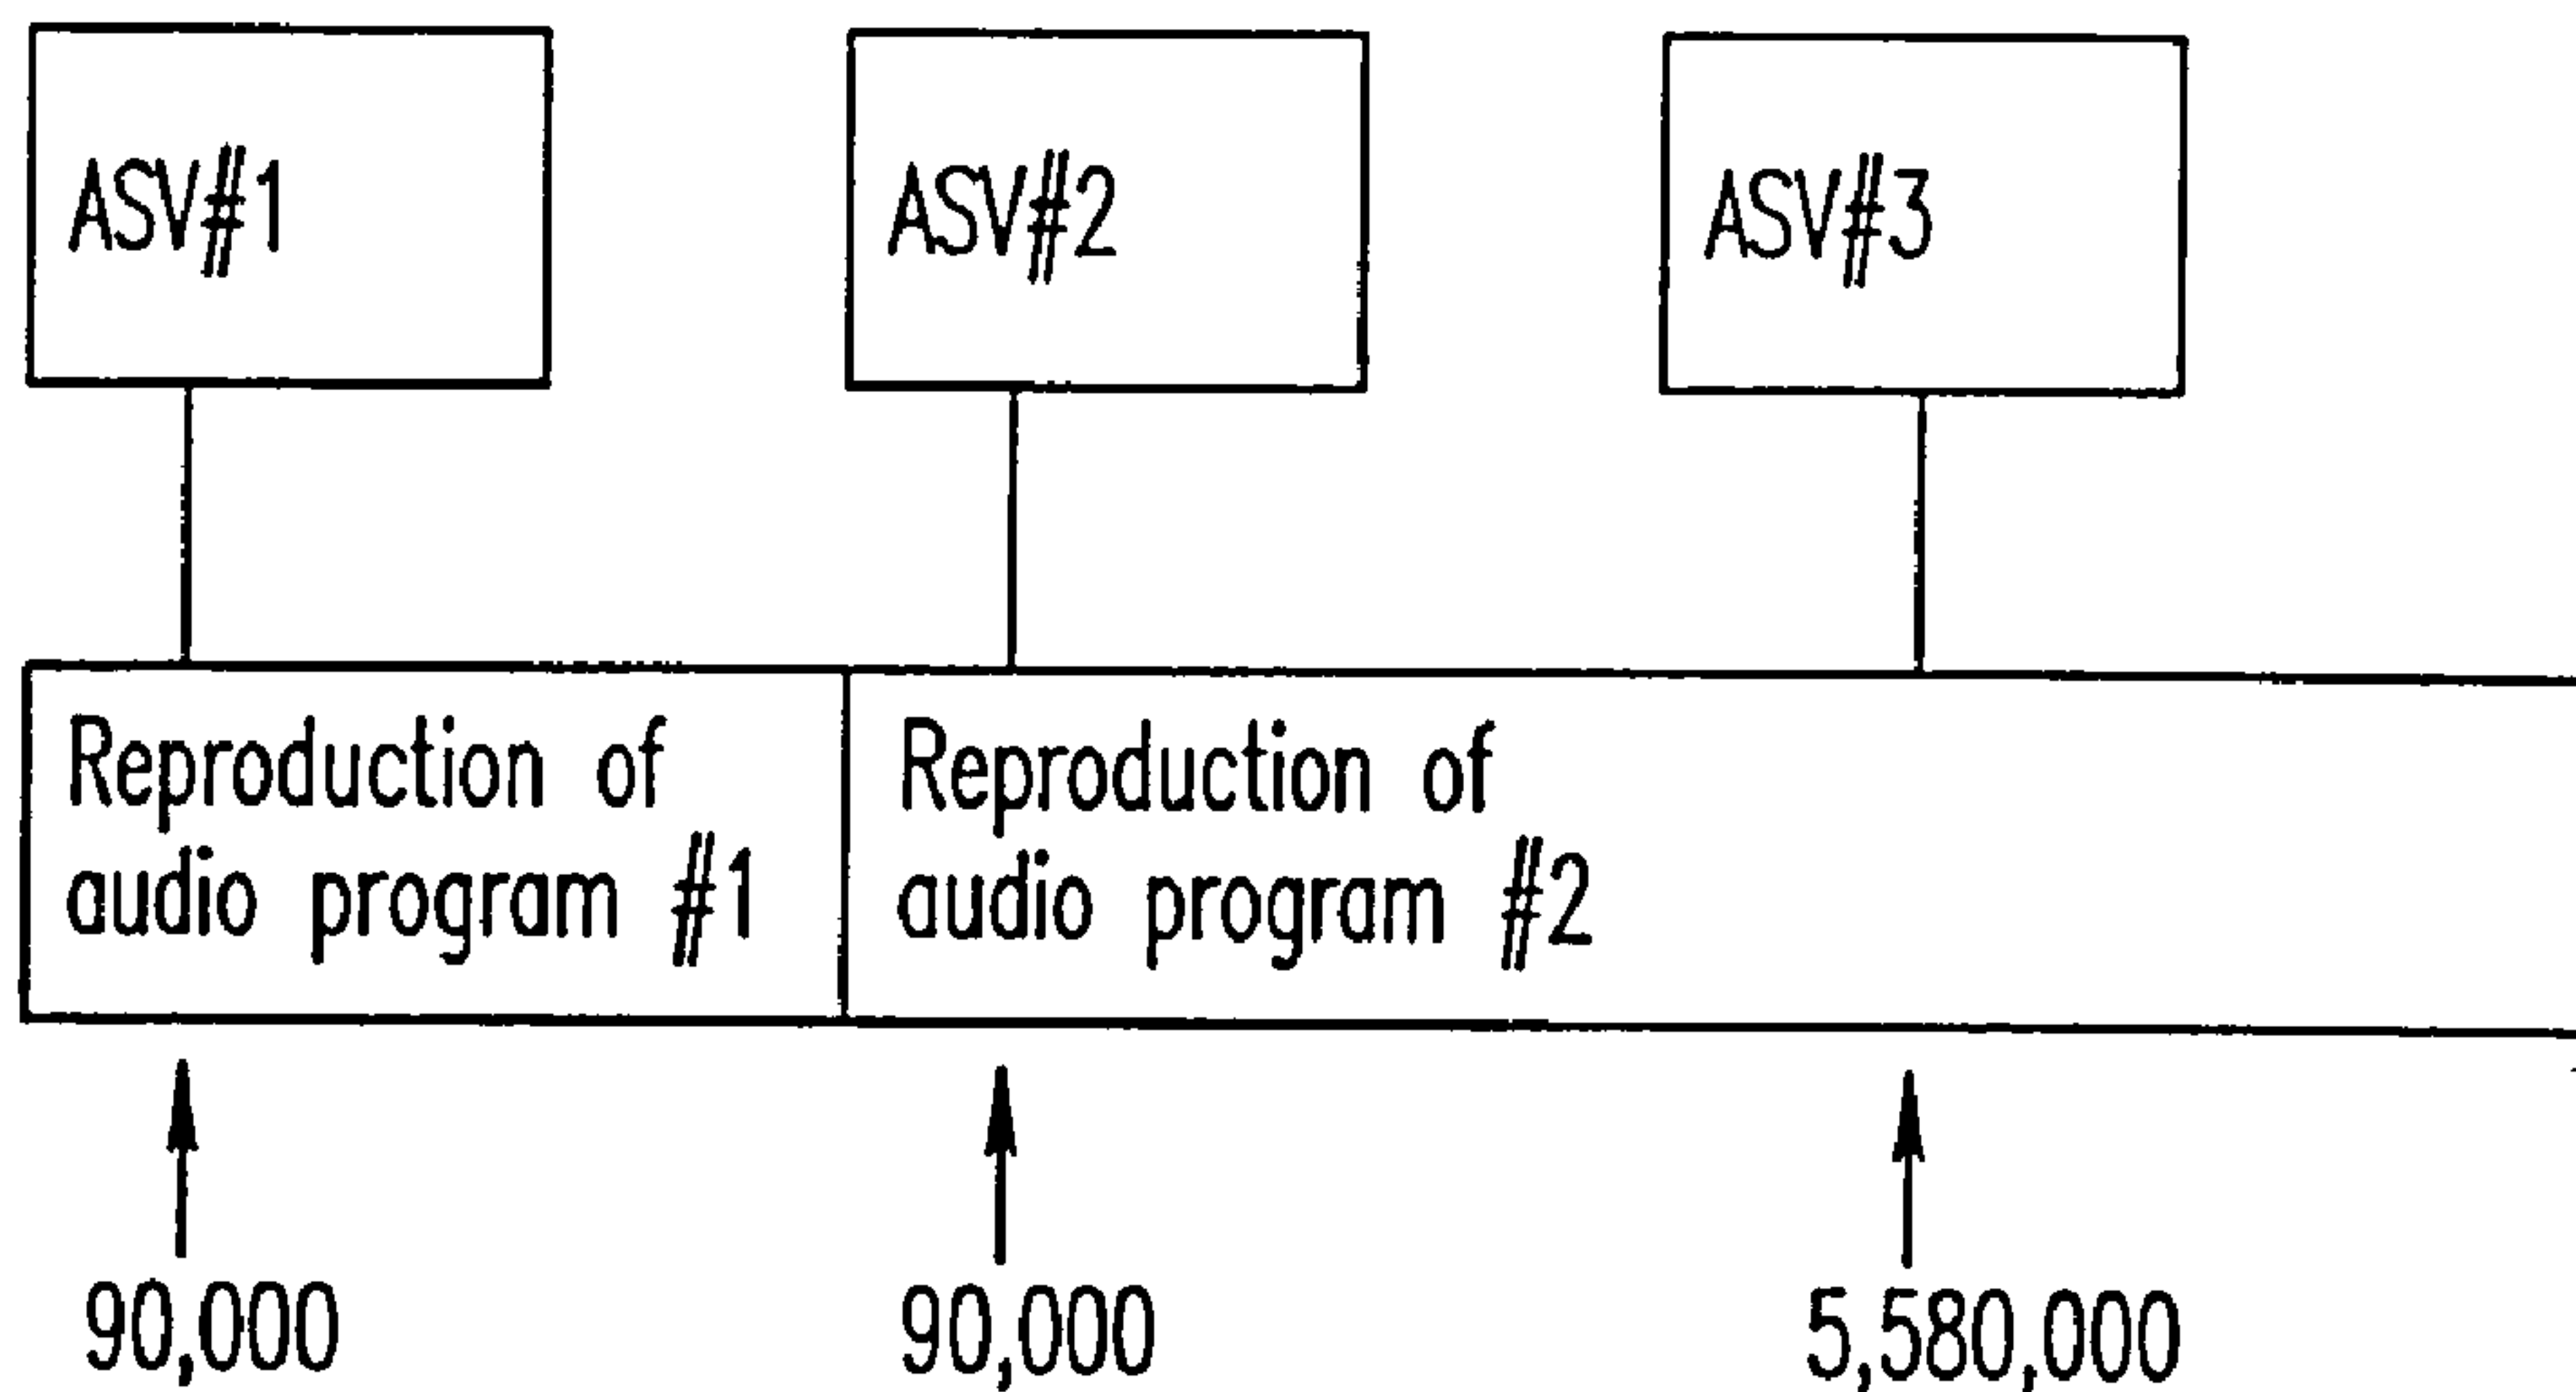 ASV#1
ASV#2
ASV#3
Reproduction of
audio program #1
Reproduction of
audio program #2
90,000
90,000
5,580,000